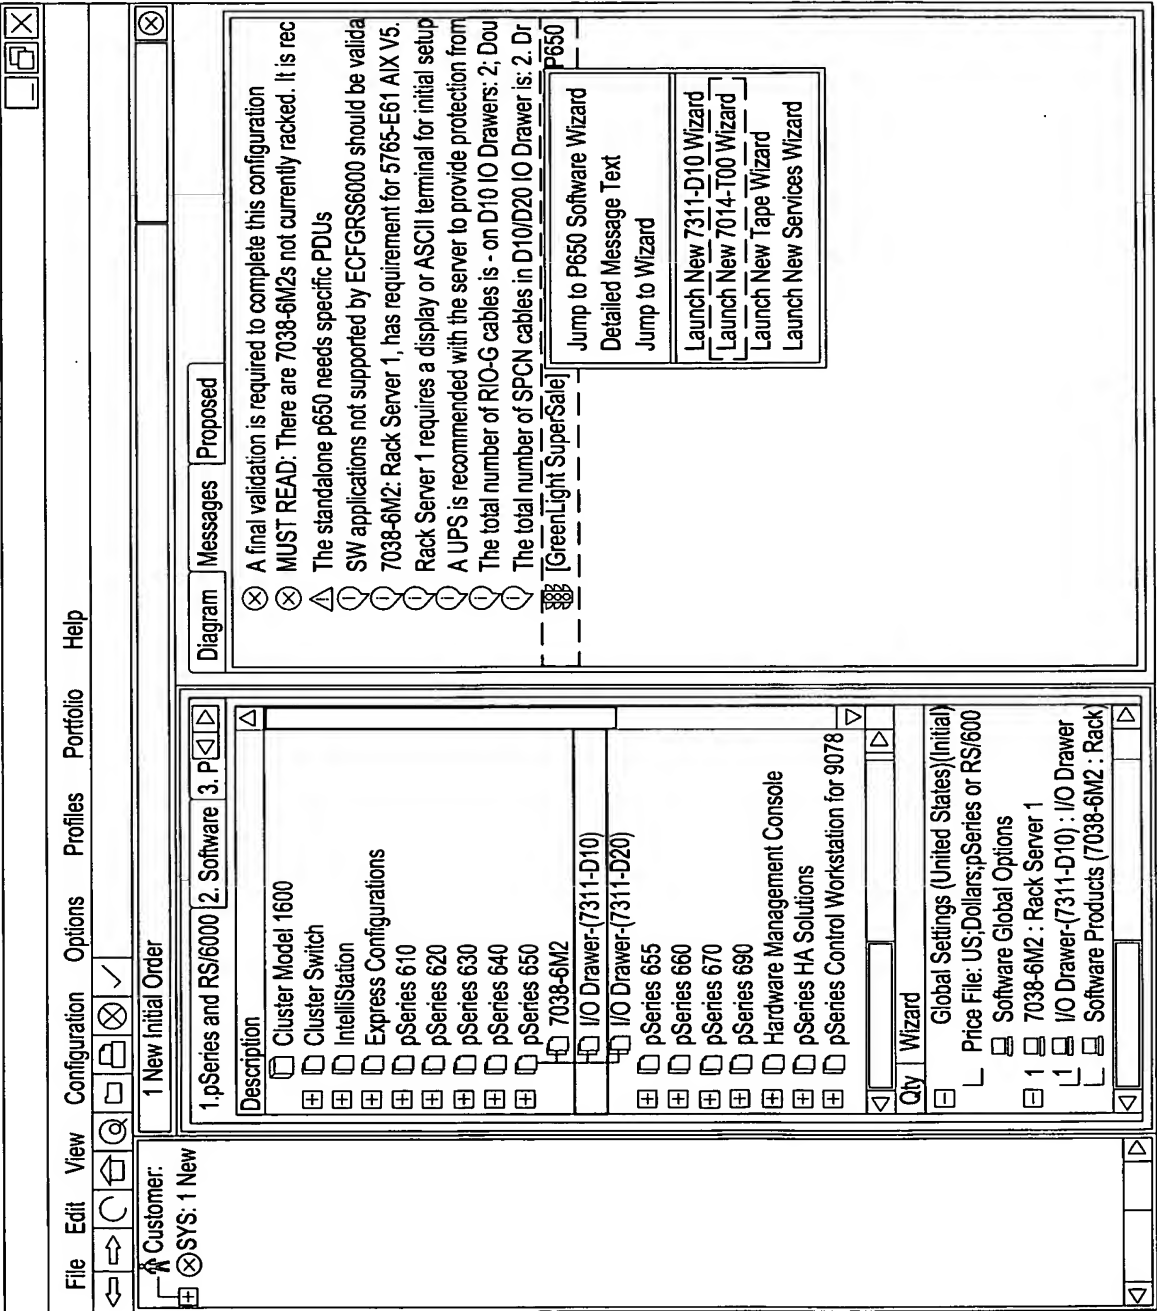 File Edit View Configuration Options Profiles Portfolio Help
Customer:
SYS: 1 New
1 New Initial Order
1.pSeries and RS/6000 2. Software 3. P
Description
Cluster Model 1600
Cluster Switch
IntelliStation
Express Configurations
pSeries 610
pSeries 620
pSeries 630
pSeries 640
pSeries 650
7038-6M2
I/O Drawer-(7311-D10)
I/O Drawer-(7311-D20)
pSeries 655
pSeries 660
pSeries 670
pSeries 690
Hardware Management Console
pSeries HA Solutions
pSeries Control Workstation for 9078
Qty Wizard
Global Settings (United States)(Initial)
Price File: US;Dollars;pSeries or RS/600
Software Global Options
1 7038-6M2 : Rack Server 1
1 I/O Drawer-(7311-D10) : I/O Drawer
Software Products (7038-6M2 : Rack)
Diagram Messages Proposed
A final validation is required to complete this configuration
MUST READ: There are 7038-6M2s not currently racked. It is rec
The standalone p650 needs specific PDUs
SW applications not supported by ECFGRS6000 should be valida
7038-6M2: Rack Server 1, has requirement for 5765-E61 AIX V5.
Rack Server 1 requires a display or ASCII terminal for initial setup
A UPS is recommended with the server to provide protection from
The total number of RIO-G cables is - on D10 IO Drawers: 2; Dou
The total number of SPCN cables in D10/D20 IO Drawer is: 2. Dr
[GreenLight SuperSale] P650
Jump to P650 Software Wizard
Detailed Message Text
Jump to Wizard
Launch New 7311-D10 Wizard
Launch New 7014-T00 Wizard
Launch New Tape Wizard
Launch New Services Wizard